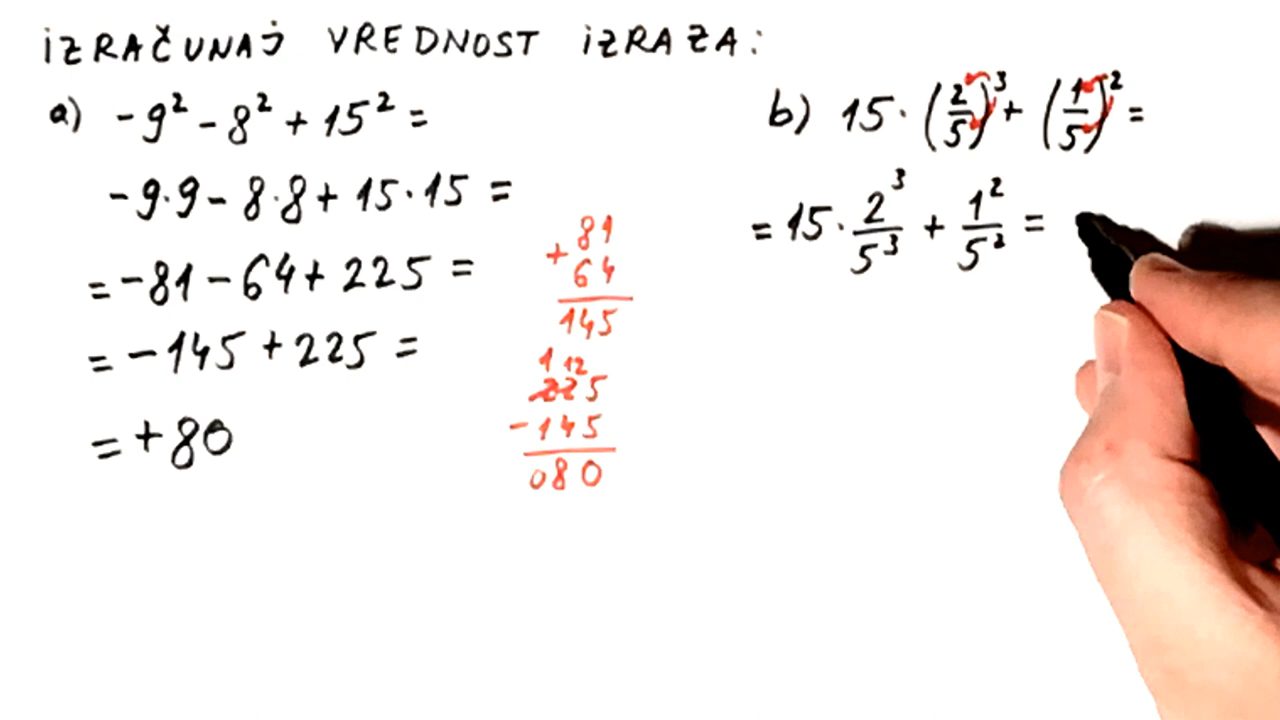 IZRAČUNAJ VREDNOST IZRAZA:
a) -9² - 8² + 15² =
-9·9 - 8·8 + 15·15 =
= -81 - 64 + 225 =
= -145 + 225 =
= +80
+ 81
64
145
1 12
225
- 145
080
b) 15 · (2/5)³ + (1/5)² =
= 15 · 2³/5³ + 1²/5² =